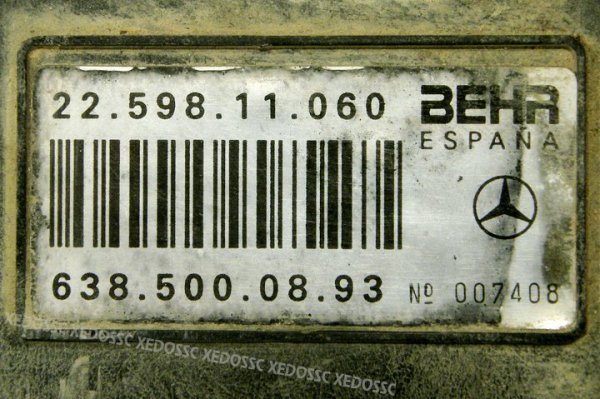 22.598.11.060
BEHR
ESPAÑA
638.500.08.93
Nº 007408
XEDOSSC XEDOSSC XEDOSSC XEDOSSC XEDOSSC